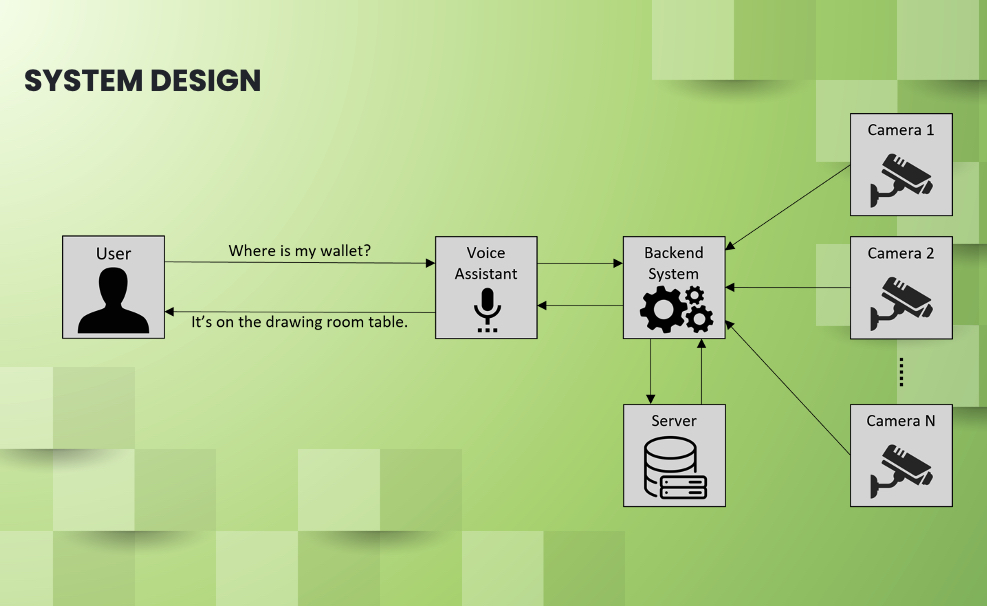 SYSTEM DESIGN
Camera 1
User
Where is my wallet?
Voice
Assistant
Backend
System
Camera 2
It’s on the drawing room table.
Server
Camera N